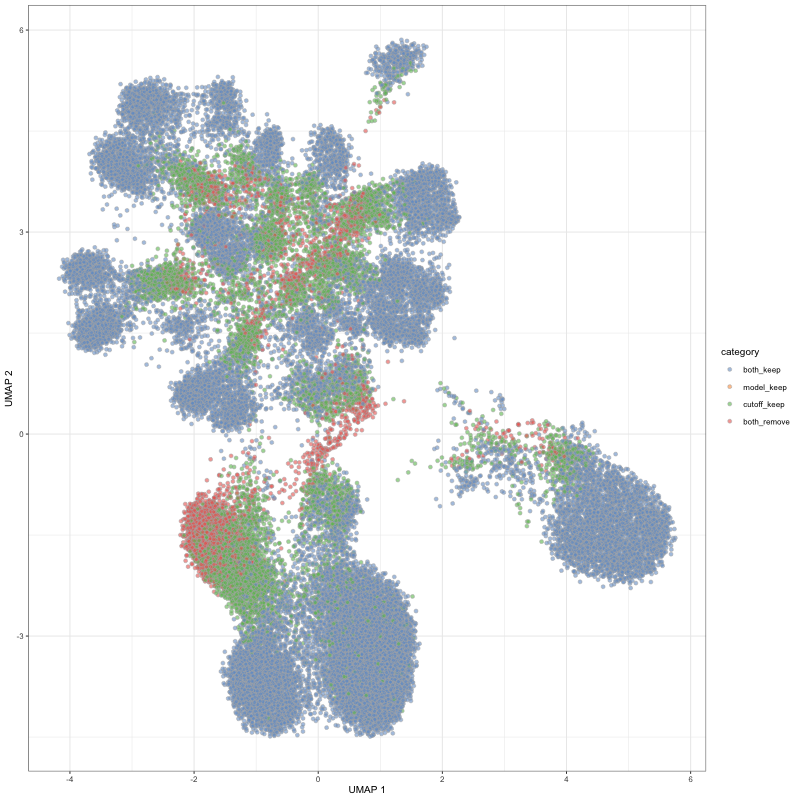 6
3
0
-3
-4
-2
0
2
4
6
UMAP 1
UMAP 2
category
both_keep
model_keep
cutoff_keep
both_remove